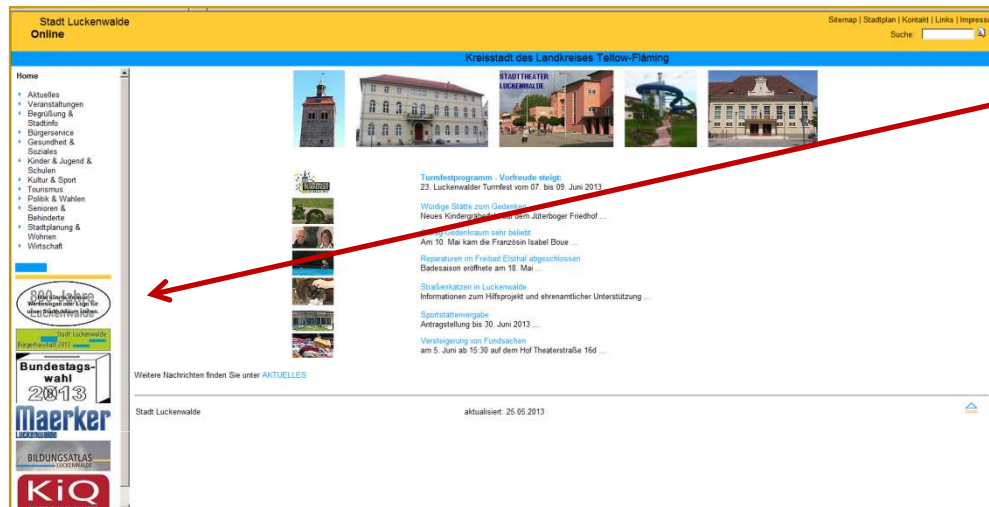 Stadt Luckenwalde
Online
Sitemap | Stadtplan | Kontakt | Links |
Suche:
Kreisstadt des Landkreises Teltow-Fläming
Home
Aktuelles
Veranstaltungen
Begrüßung &
Stadtinfo
Bürgerservice
Gesundheit &
Soziales
Kinder & Jugend &
Schulen
Kultur & Sport
Tourismus
Politik & Wahlen
Senioren &
Behinderte
Stadtplanung &
Wohnen
Wirtschaft
800 Jahre
Luckenwalde
Stadt Luckenwalde
Bürgerhaushalt 2013
Bundestags-
wahl
2013
Maerker
Luckenwalde
BILDUNGSATLAS
LUCKENWALDE
KiQ
STADTTHEATER
LUCKENWALDE
Turmfestprogramm - Vorfreude steigt:
23. Luckenwalder Turmfest vom 07. bis 09. Juni 2013
Würdige Stätte zum Gedenken
Neues Kindergräberfeld auf dem Jüterboger Friedhof ...
sehr beliebt
Am 10. Mai kam die Französin Isabel Boue ...
Reparaturen im Freibad Elsthal abgeschlossen
Badesaison eröffnete am 18. Mai ...
Straßenkatzen in Luckenwalde
Informationen zum Hilfsprojekt und ehrenamtlicher Unterstützung ...
Sportstättenvergabe
Antragstellung bis 30. Juni 2013 ...
Versteigerung von Fundsachen
am 5. Juni ab 15:30 auf dem Hof Theaterstraße 16d ...
Weitere Nachrichten finden Sie unter AKTUELLES
Stadt Luckenwalde
aktualisiert: 25.05.2013